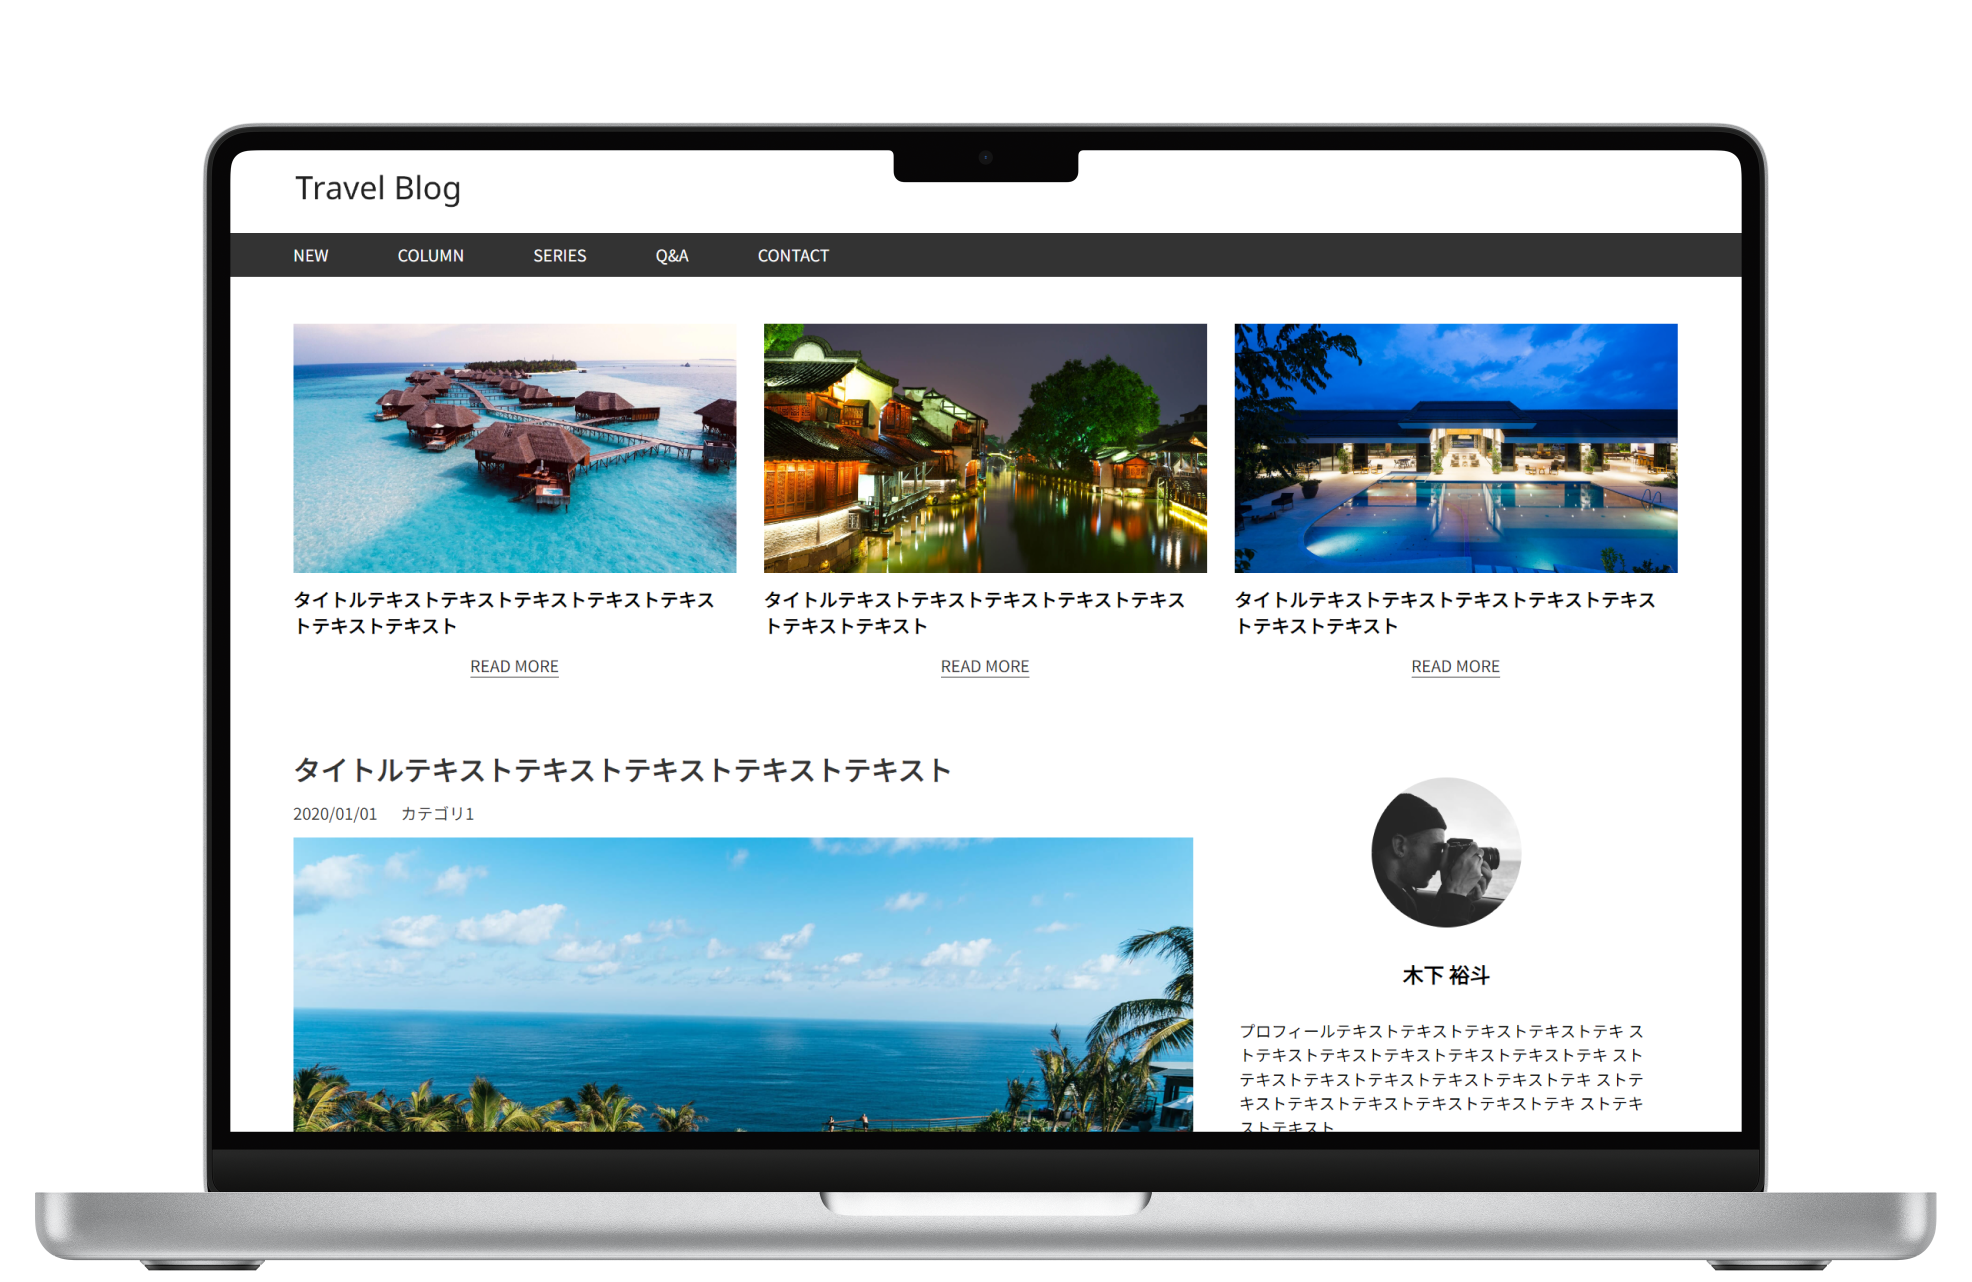 Travel Blog
NEW COLUMN SERIES Q&A CONTACT
タイトルテキストテキストテキストテキストテキス
トテキストテキスト
READ MORE
タイトルテキストテキストテキストテキストテキス
トテキストテキスト
READ MORE
タイトルテキストテキストテキストテキストテキス
トテキストテキスト
READ MORE
タイトルテキストテキストテキストテキストテキスト
2020/01/01 カテゴリ1
木下 裕斗
プロフィールテキストテキストテキストテキストテキ ス
トテキストテキストテキストテキストテキストテキ スト
テキストテキストテキストテキストテキストテキ ストテ
キストテキストテキストテキストテキストテキ ストテキ
ストテキスト